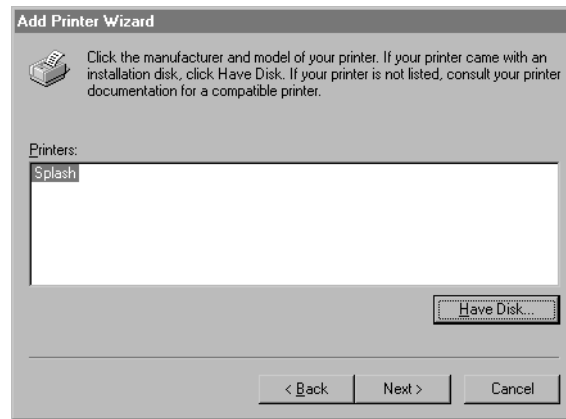 Add Printer Wizard
Click the manufacturer and model of your printer. If your printer came with an
installation disk, click Have Disk. If your printer is not listed, consult your printer
documentation for a compatible printer.
Printers:
Splash
Have Disk...
< Back Next > Cancel